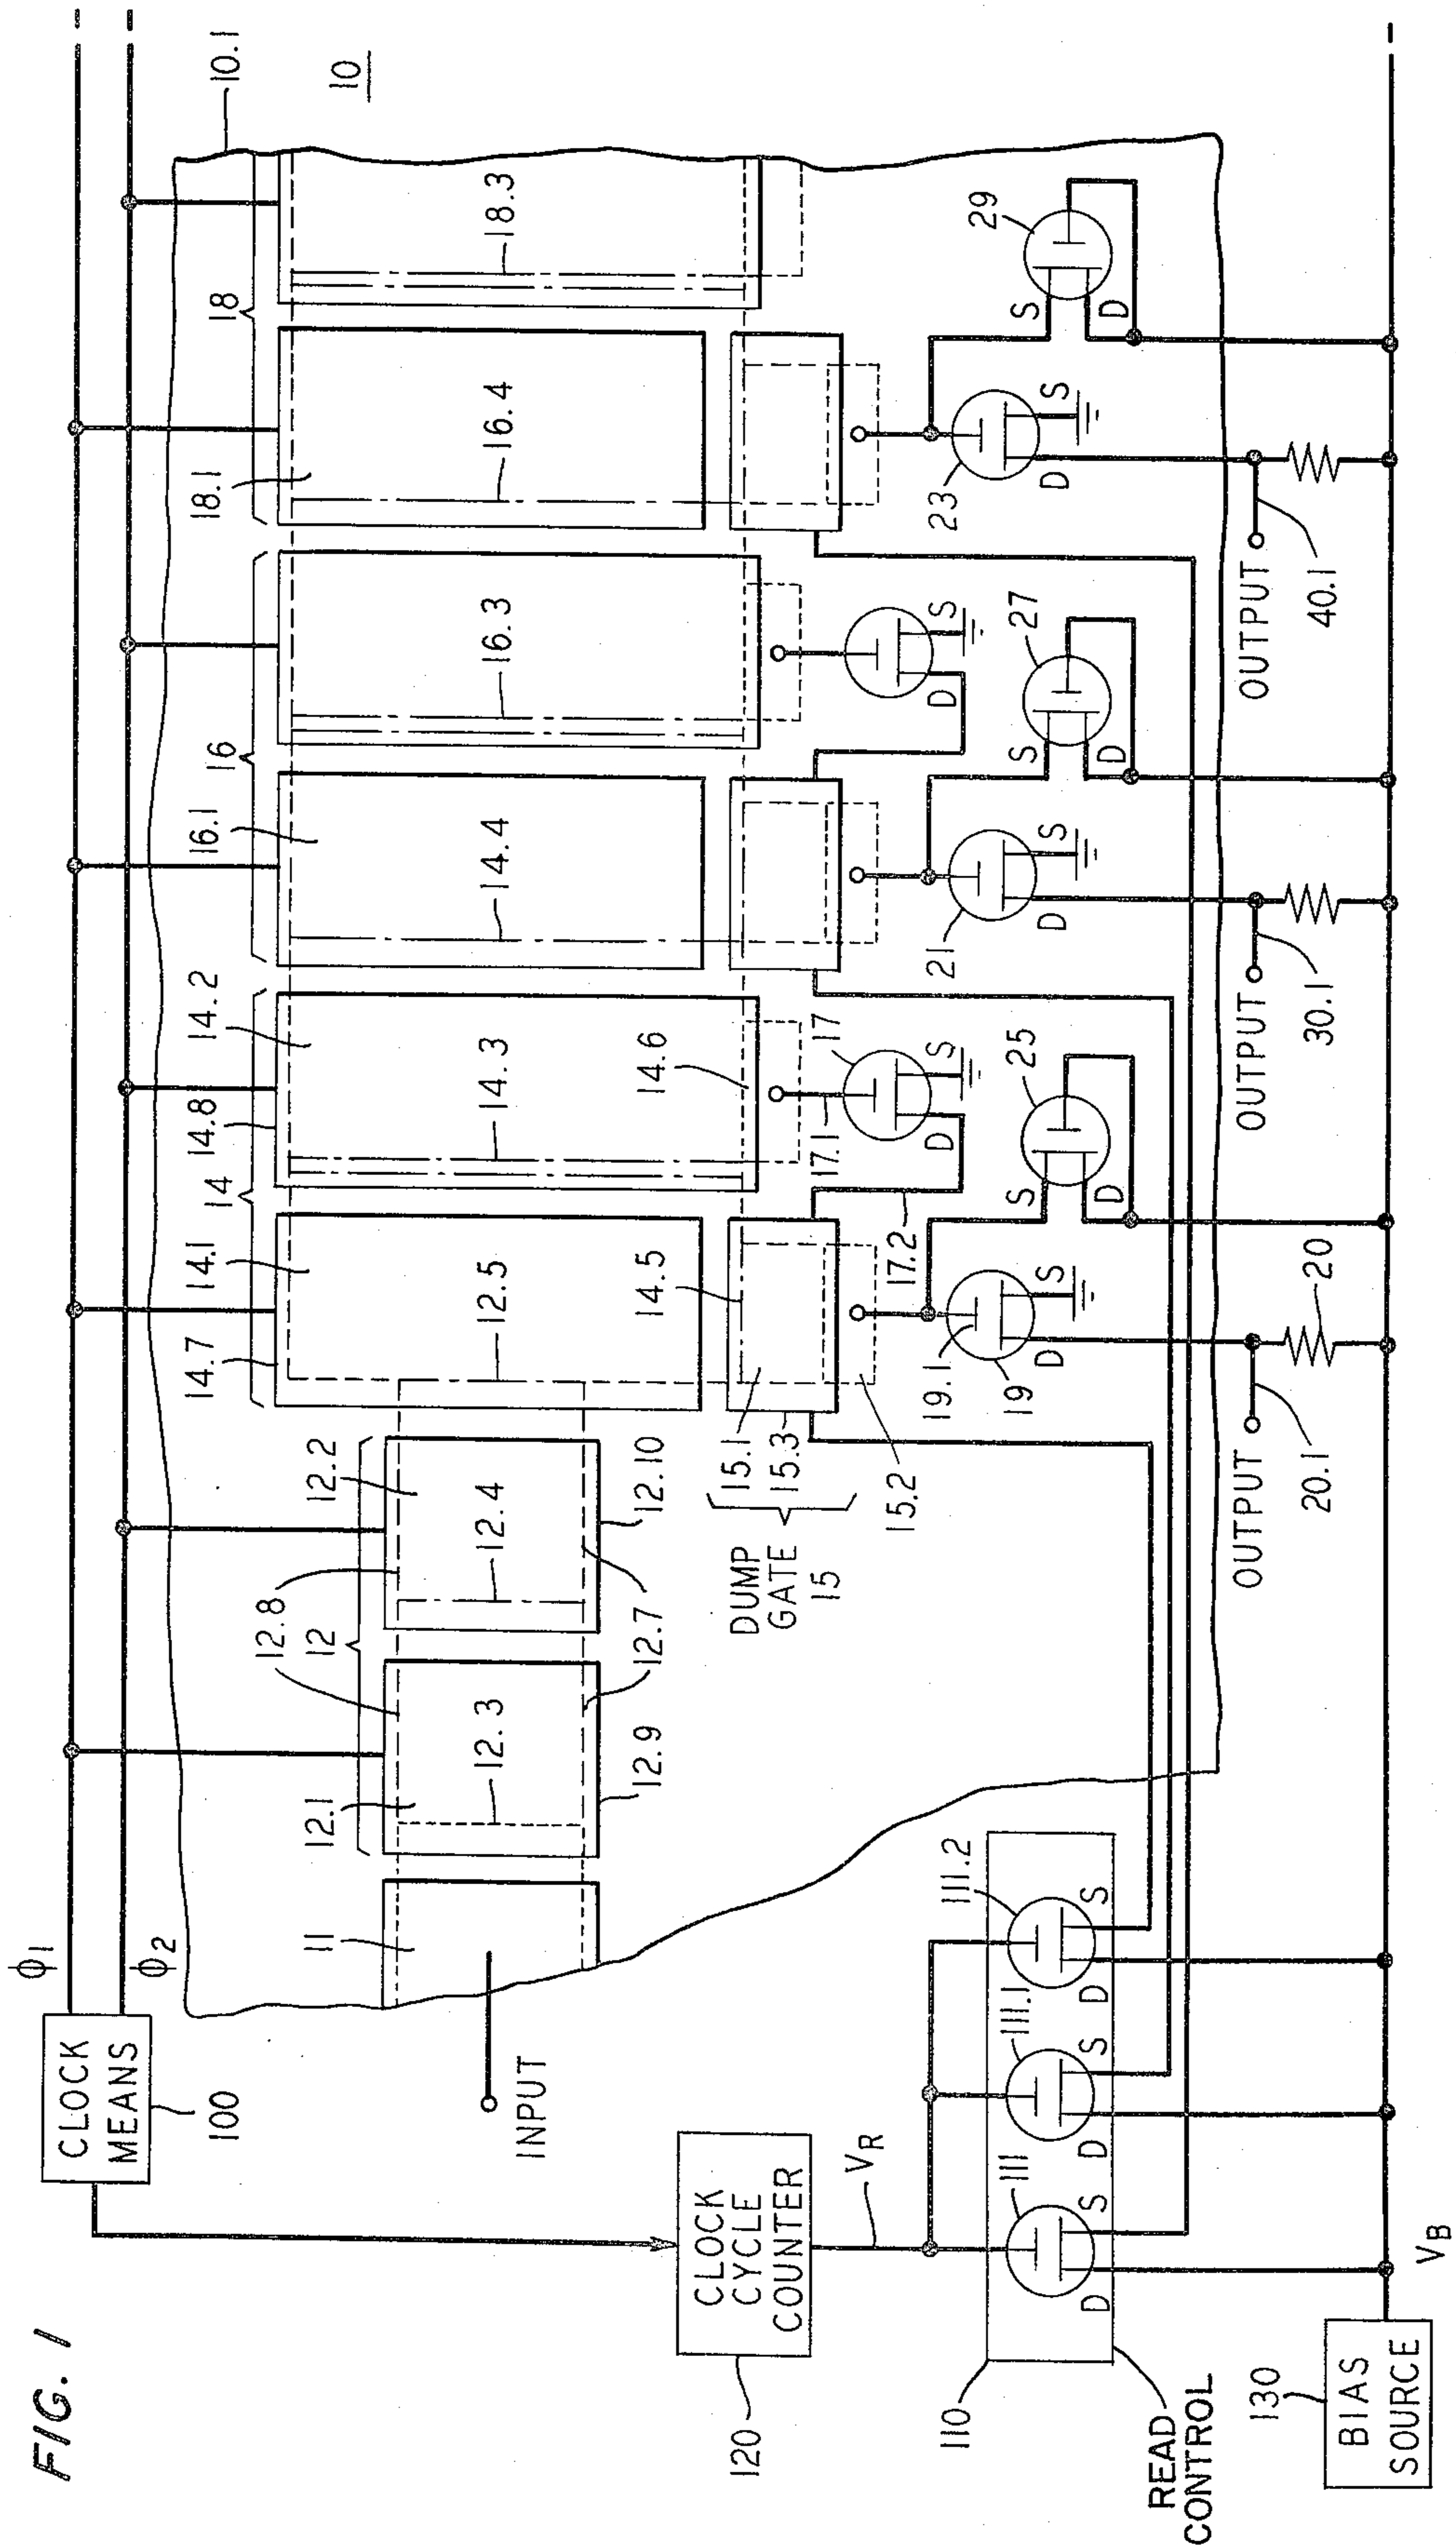 FIG. 1
CLOCK
MEANS
100
ϕ1
ϕ2
10.1
10
INPUT
11
12
12.1
12.2
12.3
12.4
12.5
12.7
12.8
12.9
12.10
14
14.1
14.2
14.3
14.4
14.5
14.6
14.7
14.8
16
16.1
16.3
16.4
18
18.1
18.3
DUMP
GATE
15
15.1
15.3
15.2
17
17.1
17.2
D
S
D
S
19
19.1
D
S
25
S
D
20
20.1
OUTPUT
21
D
S
27
S
D
30.1
OUTPUT
23
D
S
29
S
D
40.1
OUTPUT
CLOCK
CYCLE
COUNTER
120
VR
111
D
S
111.1
D
S
111.2
D
S
110
READ
CONTROL
130
BIAS
SOURCE
VB